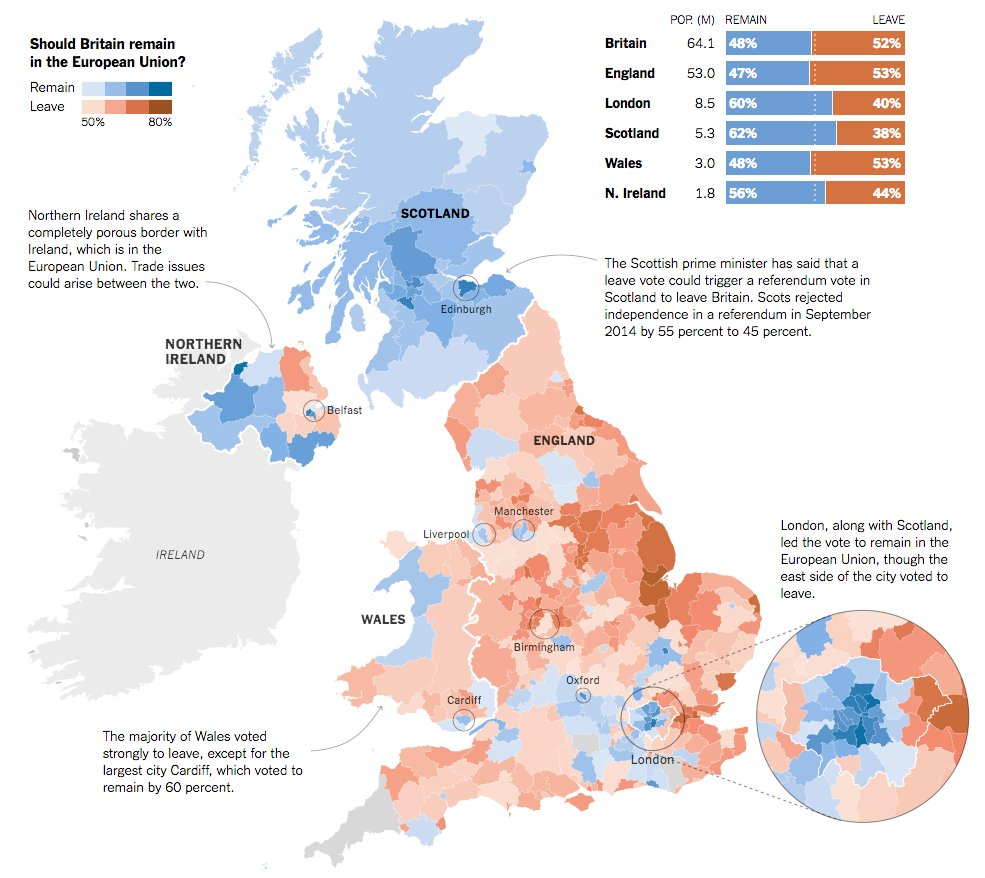 Should Britain remain
in the European Union?
Remain
Leave
50% 80%
POP. (M) REMAIN LEAVE
Britain 64.1 48% 52%
England 53.0 47% 53%
London 8.5 60% 40%
Scotland 5.3 62% 38%
Wales 3.0 48% 53%
N. Ireland 1.8 56% 44%
Northern Ireland shares a
completely porous border with
Ireland, which is in the
European Union. Trade issues
could arise between the two.
SCOTLAND
The Scottish prime minister has said that a
leave vote could trigger a referendum vote in
Scotland to leave Britain. Scots rejected
independence in a referendum in September
2014 by 55 percent to 45 percent.
Edinburgh
NORTHERN
IRELAND
Belfast
ENGLAND
Manchester
Liverpool
IRELAND
London, along with Scotland,
led the vote to remain in the
European Union, though the
east side of the city voted to
leave.
WALES
Birmingham
Oxford
Cardiff
London
The majority of Wales voted
strongly to leave, except for the
largest city Cardiff, which voted to
remain by 60 percent.